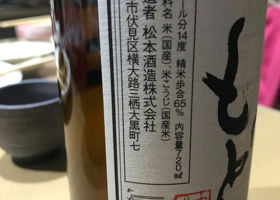 もと
ール分14度 精米歩合65% 内容量720ml
料名 米(国産)、米こうじ(国産米)
造者 松本酒造株式会社
市伏見区横大路三栖大黒町七